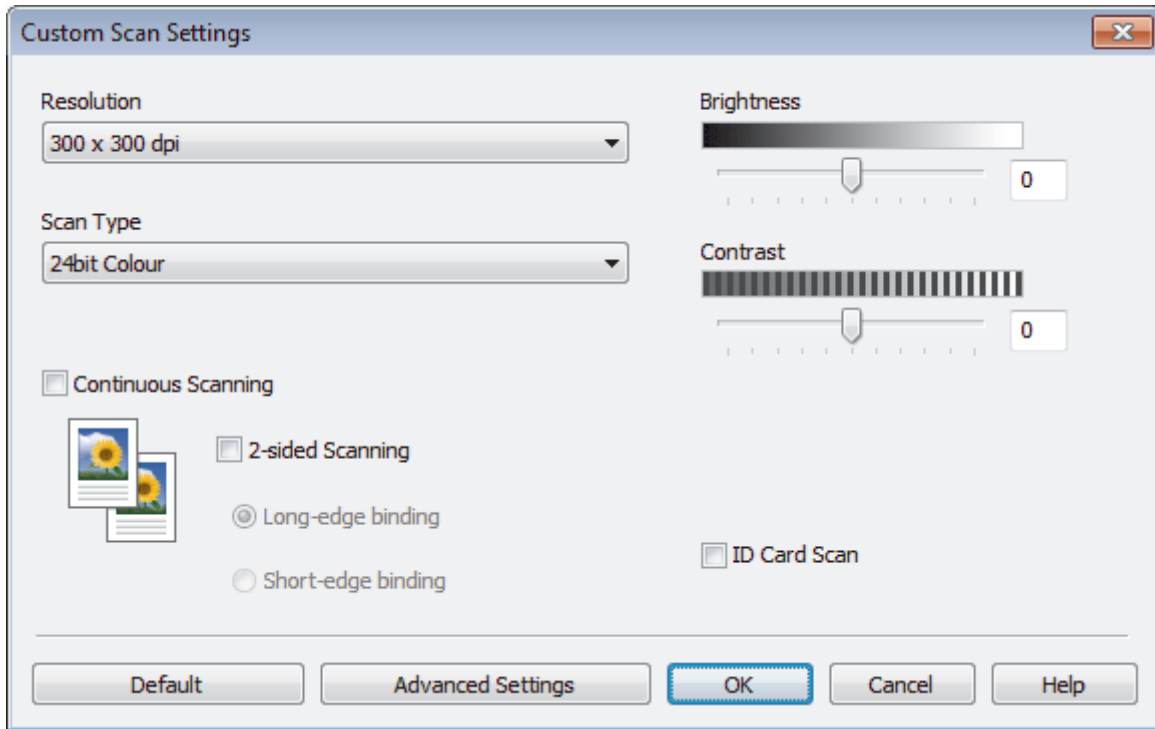 Custom Scan Settings
Resolution
300 x 300 dpi
Scan Type
24bit Colour
Brightness
0
Contrast
0
Continuous Scanning
2-sided Scanning
Long-edge binding
Short-edge binding
ID Card Scan
Default
Advanced Settings
OK
Cancel
Help